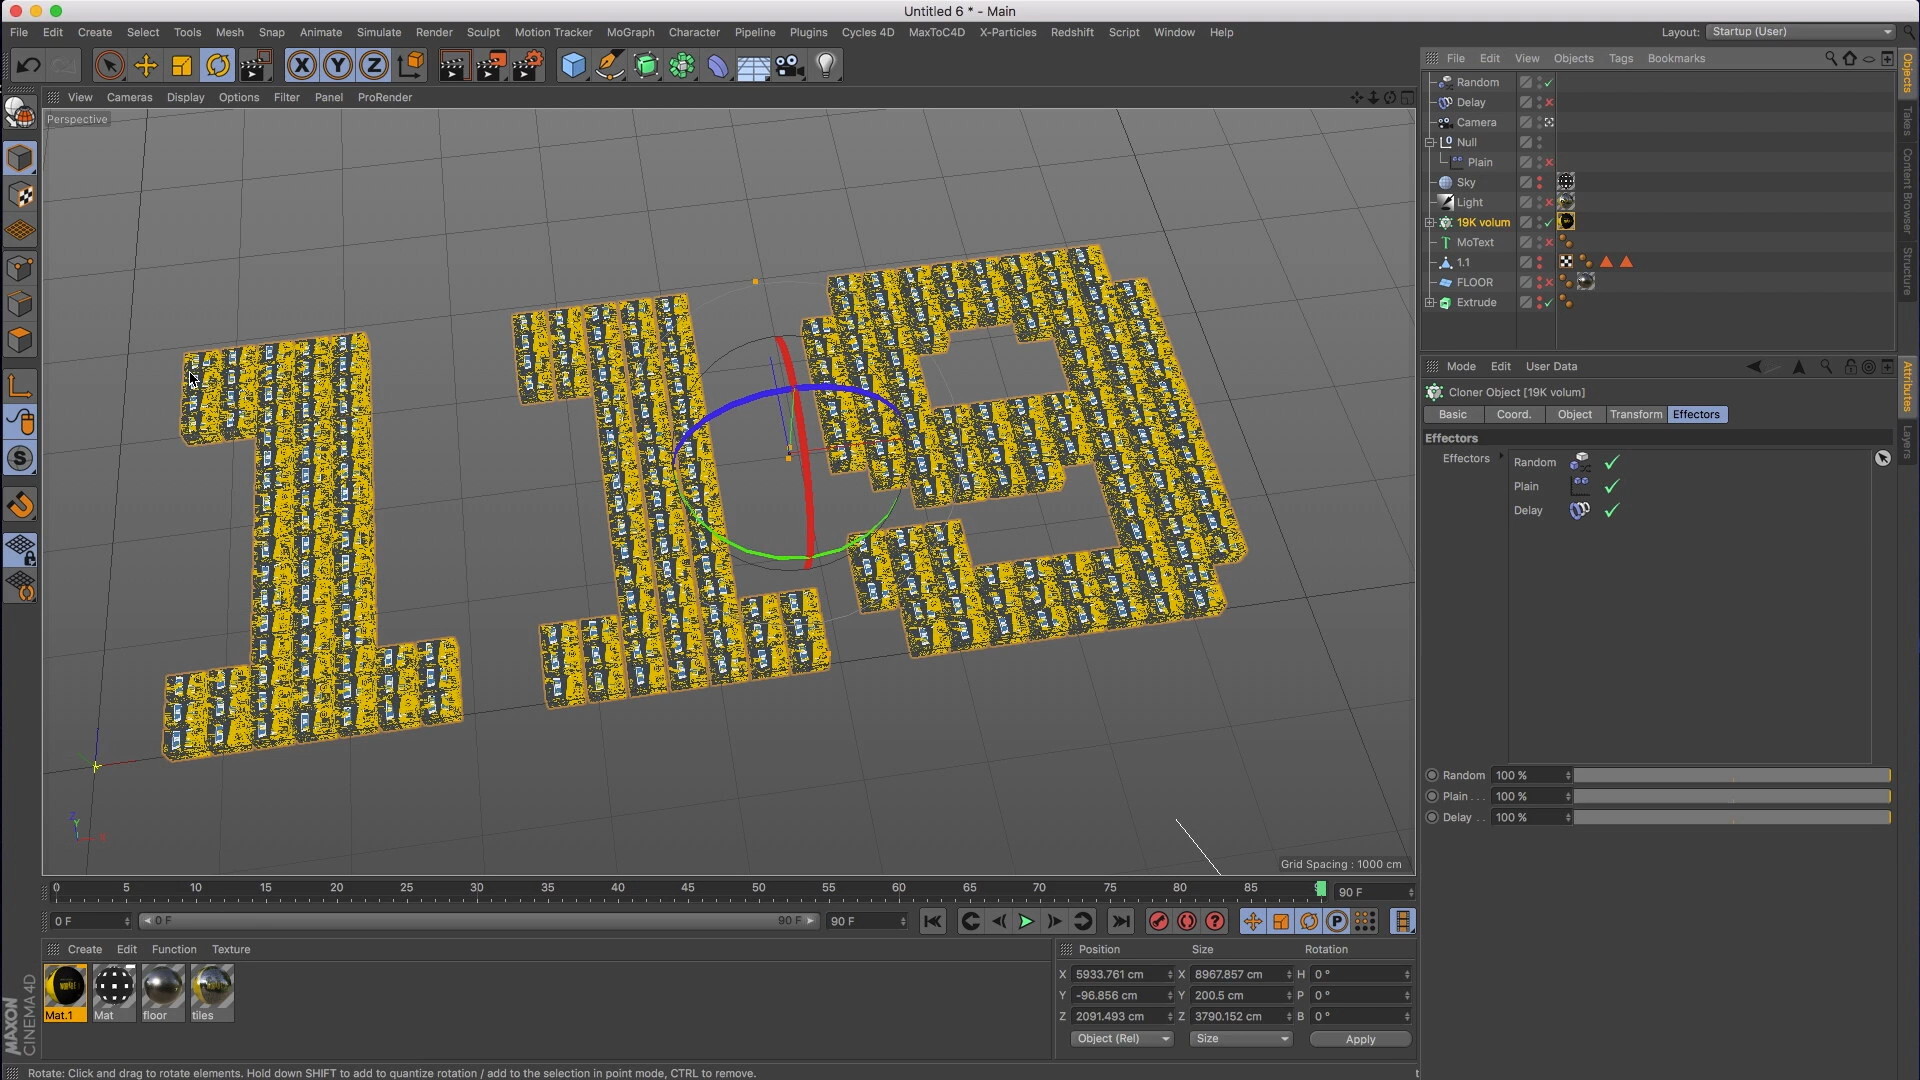 Untitled 6 * - Main
File Edit Create Select Tools Mesh Snap Animate Simulate Render Sculpt Motion Tracker MoGraph Character Pipeline Plugins Cycles 4D MaxToC4D X-Particles Redshift Script Window Help
Layout: Startup (User)
View Cameras Display Options Filter Panel ProRender
Perspective
Grid Spacing : 1000 cm
0 5 10 15 20 25 30 35 40 45 50 55 60 65 70 75 80 85
90 F
0 F
0 F
90 F
90 F
Create Edit Function Texture
Mat.1
Mat
floor
tiles
MAXON
CINEMA 4D
Position Size Rotation
X 5933.761 cm X 8967.857 cm H 0 °
Y -96.856 cm Y 200.5 cm P 0 °
Z 2091.493 cm Z 3790.152 cm B 0 °
Object (Rel) Size Apply
Rotate: Click and drag to rotate elements. Hold down SHIFT to add to quantize rotation / add to the selection in point mode, CTRL to remove.
File Edit View Objects Tags Bookmarks
Random
Delay
Camera
Null
Plain
Sky
Light
19K volum
MoText
1.1
FLOOR
Extrude
Objects
Takes
Content Browser
Structure
Mode Edit User Data
Cloner Object [19K volum]
Basic Coord. Object Transform Effectors
Effectors
Effectors
Random
Plain
Delay
Random 100 %
Plain . . . 100 %
Delay . . 100 %
Attributes
Layers